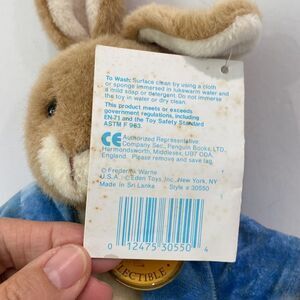 To Wash: Surface clean by using a cloth
or sponge immersed in lukewarm water and
a mild soap or detergent. Do not immerse
the toy in water or dry clean.
This product meets or exceeds
government regulations, including
EN-71 and the Toy Safety Standard
ASTM F 963.
CE Authorized Representative
Company Sec., Penguin Books LTD,
Harmondsworth, Middlesex, UB7 ODA,
England. Please remove and save tag.
© Frederick Warne
U.S.A. © Eden Toys, Inc., New York, NY
Made In Sri Lanka Style # 30550
0 12475 30550 4
LECTIBLE